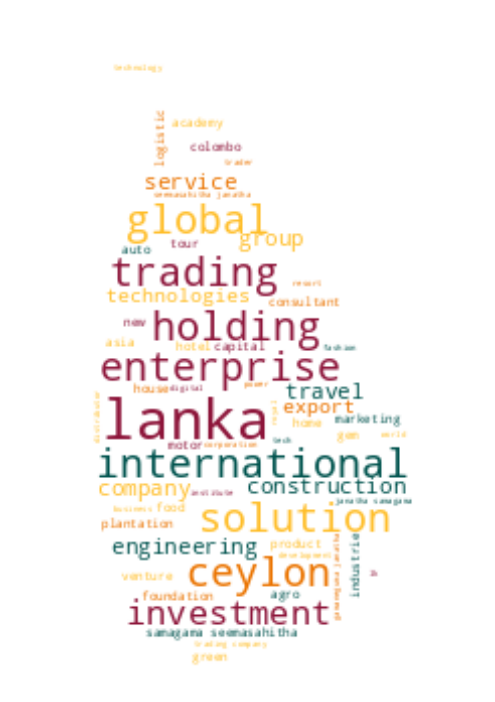 technology
logistic
academy
colombo
trader
service
seemasahitha janatha
global
group
auto
tour
trading
resort
technologies
consultant
new
holding
asia
hotel
capital
fashion
enterprise
house
digital
power
travel
distributor
lanka
export
royal
home
marketing
gem
world
motor
corporation
tech
international
company
institute
construction
janatha samagama
business
food
solution
plantation
engineering
product
development
industrie
venture
ceylon
foundation
agro
investment
samagama seemasahitha
trading company
green